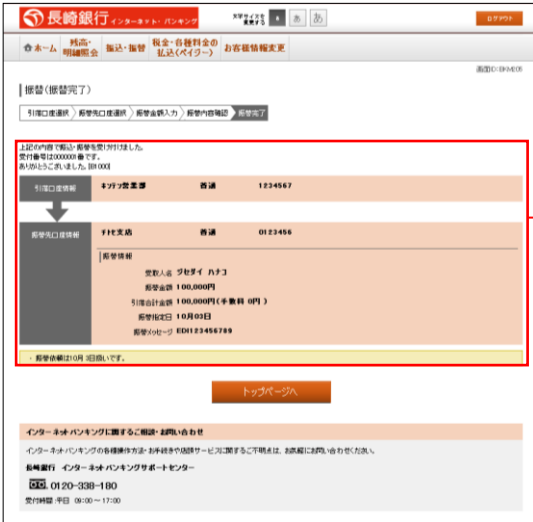 長崎銀行 インターネット・バンキング
文字サイズを変更する あ あ
ログアウト
ホーム 残高・明細照会 振込・振替 税金・各種料金の払込(ペイジー) お客様情報変更
振替(振替完了)
引落口座選択 振替先口座選択 振替金額入力 振替内容確認 振替完了
上記の内容で振込・振替を受け付けました。
受付番号は0000001番です。
ありがとうございました。
引落口座情報 普通 1234567
振替先口座情報 チトセ支店 普通 0123456
振替情報
受取人名 ジセダイ ハナコ
振替金額 100,000円
引落合計金額 100,000円(手数料 0円 )
振替指定日 10月03日
振替メッセージ EDI123456789
・ 振替依頼は10月 3日扱いです。
トップページへ
インターネットバンキングに関するご相談・お問い合わせ
インターネットバンキングの各種操作方法・お手続きや店頭サービスに関するご不明点は、お気軽にお問い合わせください。
長崎銀行 インターネットバンキングサポートセンター
0120-338-180
受付時間:平日 09:00～17:00